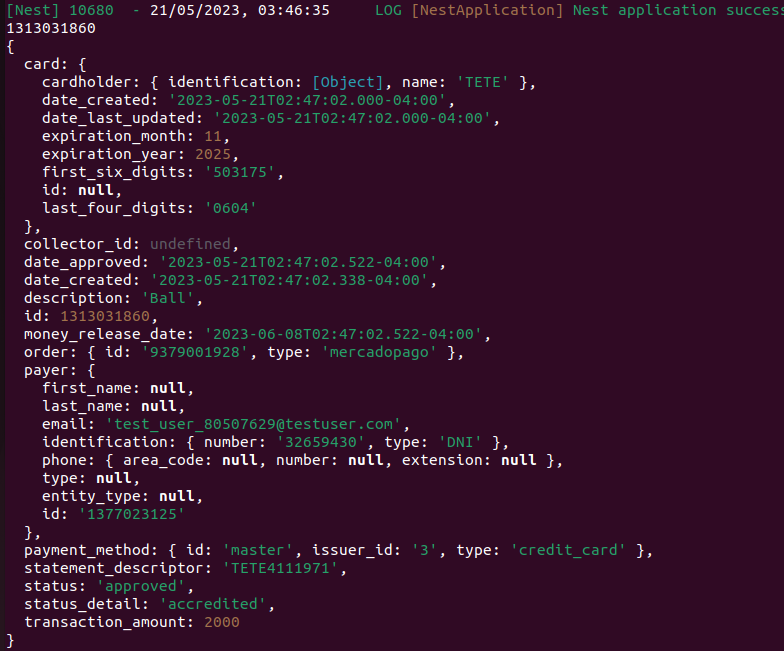 [Nest] 10680  - 21/05/2023, 03:46:35     LOG [NestApplication] Nest application
1313031860
{
  card: {
    cardholder: { identification: [Object], name: 'TETE' },
    date_created: '2023-05-21T02:47:02.000-04:00',
    date_last_updated: '2023-05-21T02:47:02.000-04:00',
    expiration_month: 11,
    expiration_year: 2025,
    first_six_digits: '503175',
    id: null,
    last_four_digits: '0604'
  },
  collector_id: undefined,
  date_approved: '2023-05-21T02:47:02.522-04:00',
  date_created: '2023-05-21T02:47:02.338-04:00',
  description: 'Ball',
  id: 1313031860,
  money_release_date: '2023-06-08T02:47:02.522-04:00',
  order: { id: '9379001928', type: 'mercadopago' },
  payer: {
    first_name: null,
    last_name: null,
    email: 'test_user_80507629@testuser.com',
    identification: { number: '32659430', type: 'DNI' },
    phone: { area_code: null, number: null, extension: null },
    type: null,
    entity_type: null,
    id: '1377023125'
  },
  payment_method: { id: 'master', issuer_id: '3', type: 'credit_card' },
  statement_descriptor: 'TETE4111971',
  status: 'approved',
  status_detail: 'accredited',
  transaction_amount: 2000
}